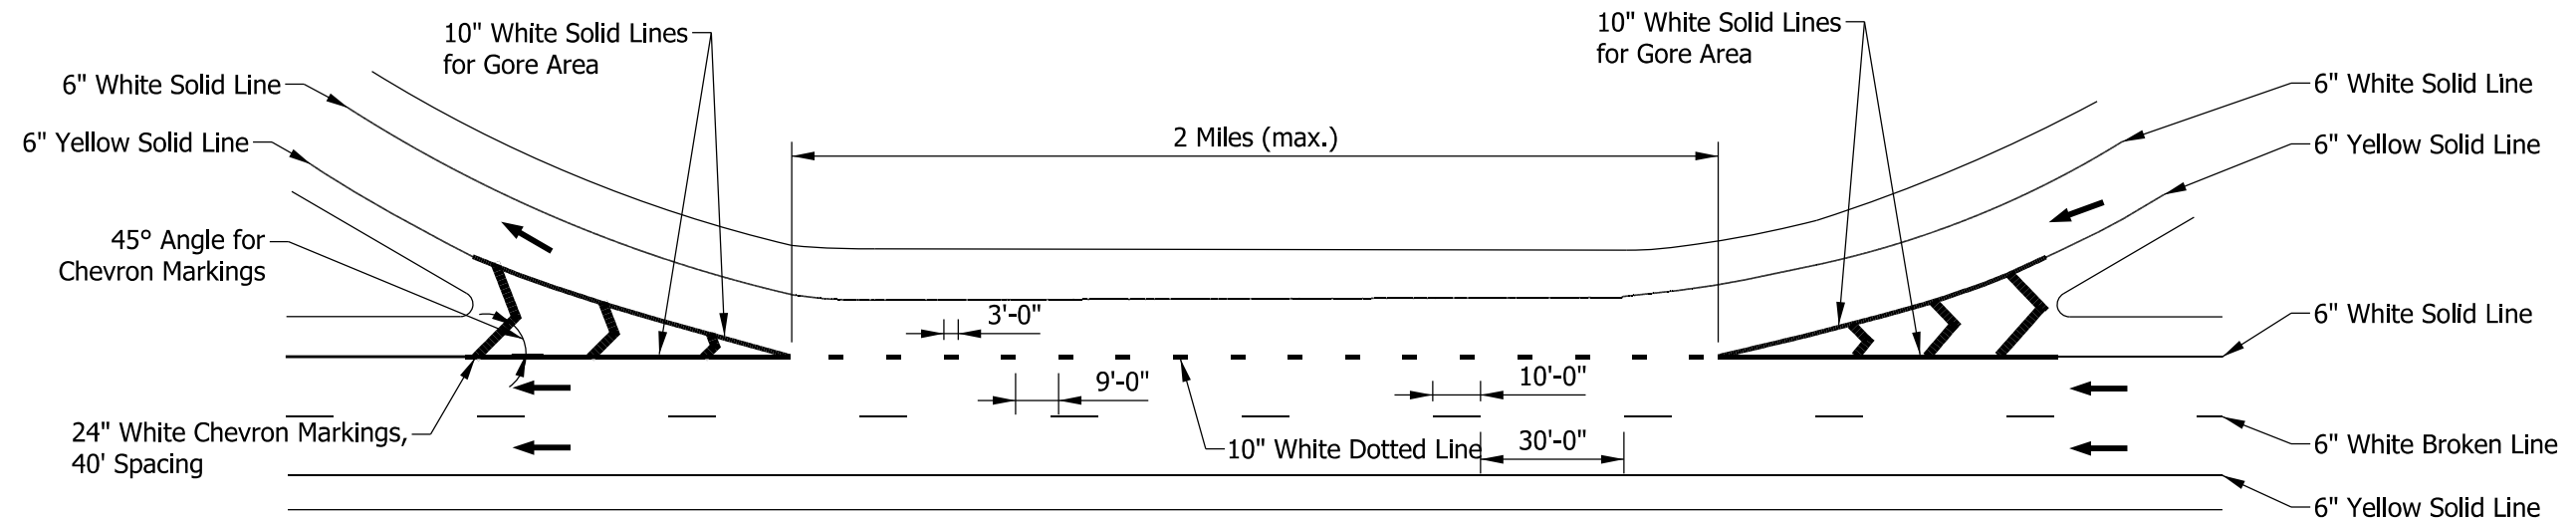 10" White Solid Lines
for Gore Area
10" White Solid Lines
for Gore Area
6" White Solid Line
6" Yellow Solid Line
45° Angle for
Chevron Markings
24" White Chevron Markings,
40' Spacing
2 Miles (max.)
3'-0"
9'-0"
10'-0"
30'-0"
10" White Dotted Line
6" White Solid Line
6" Yellow Solid Line
6" White Solid Line
6" White Broken Line
6" Yellow Solid Line